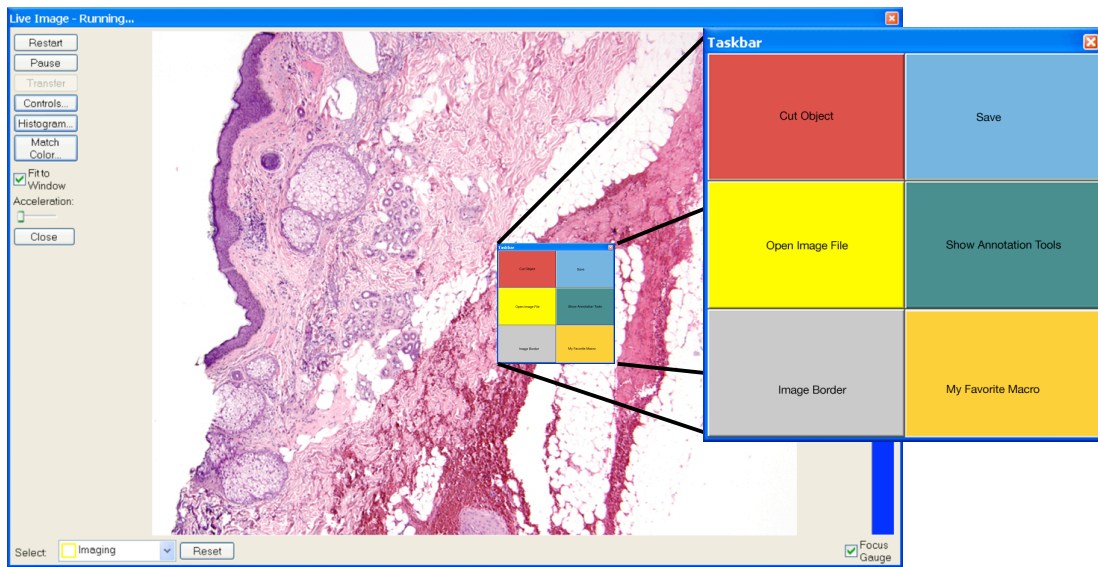 Live Image - Running...
Restart
Pause
Transfer
Controls...
Histogram...
Match
Color...
Fit to
Window
Acceleration:
Close
Taskbar
Cut Object
Save
Open Image File
Show Annotation Tools
Image Border
My Favorite Macro
Taskbar
Cut Object
Save
Open Image File
Show Annotation Tools
Image Border
My Favorite Macro
Select:
Imaging
Reset
Focus
Gauge